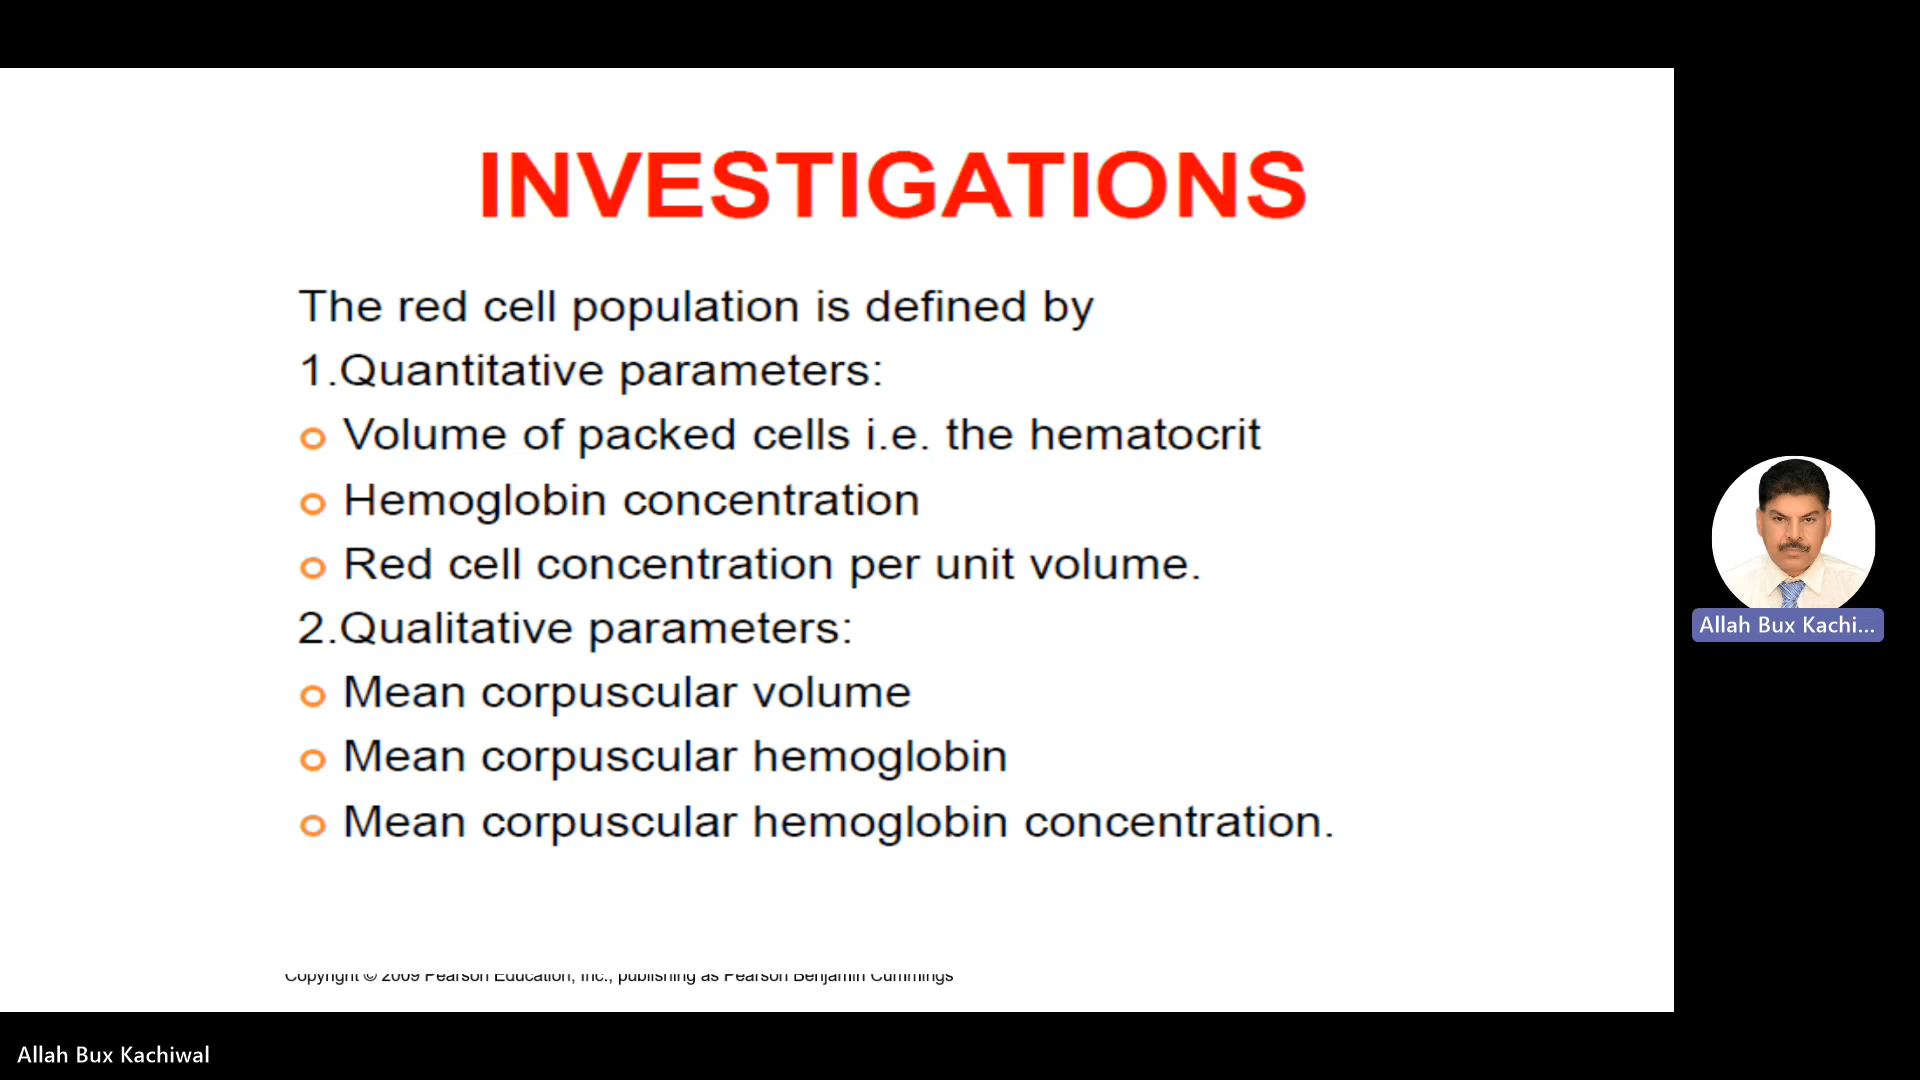 INVESTIGATIONS
The red cell population is defined by
1.Quantitative parameters:
o Volume of packed cells i.e. the hematocrit
o Hemoglobin concentration
o Red cell concentration per unit volume.
2.Qualitative parameters:
o Mean corpuscular volume
o Mean corpuscular hemoglobin
o Mean corpuscular hemoglobin concentration.
Copyright © 2009 Pearson Education, Inc., publishing as Pearson Benjamin Cummings
Allah Bux Kachi...
Allah Bux Kachiwal